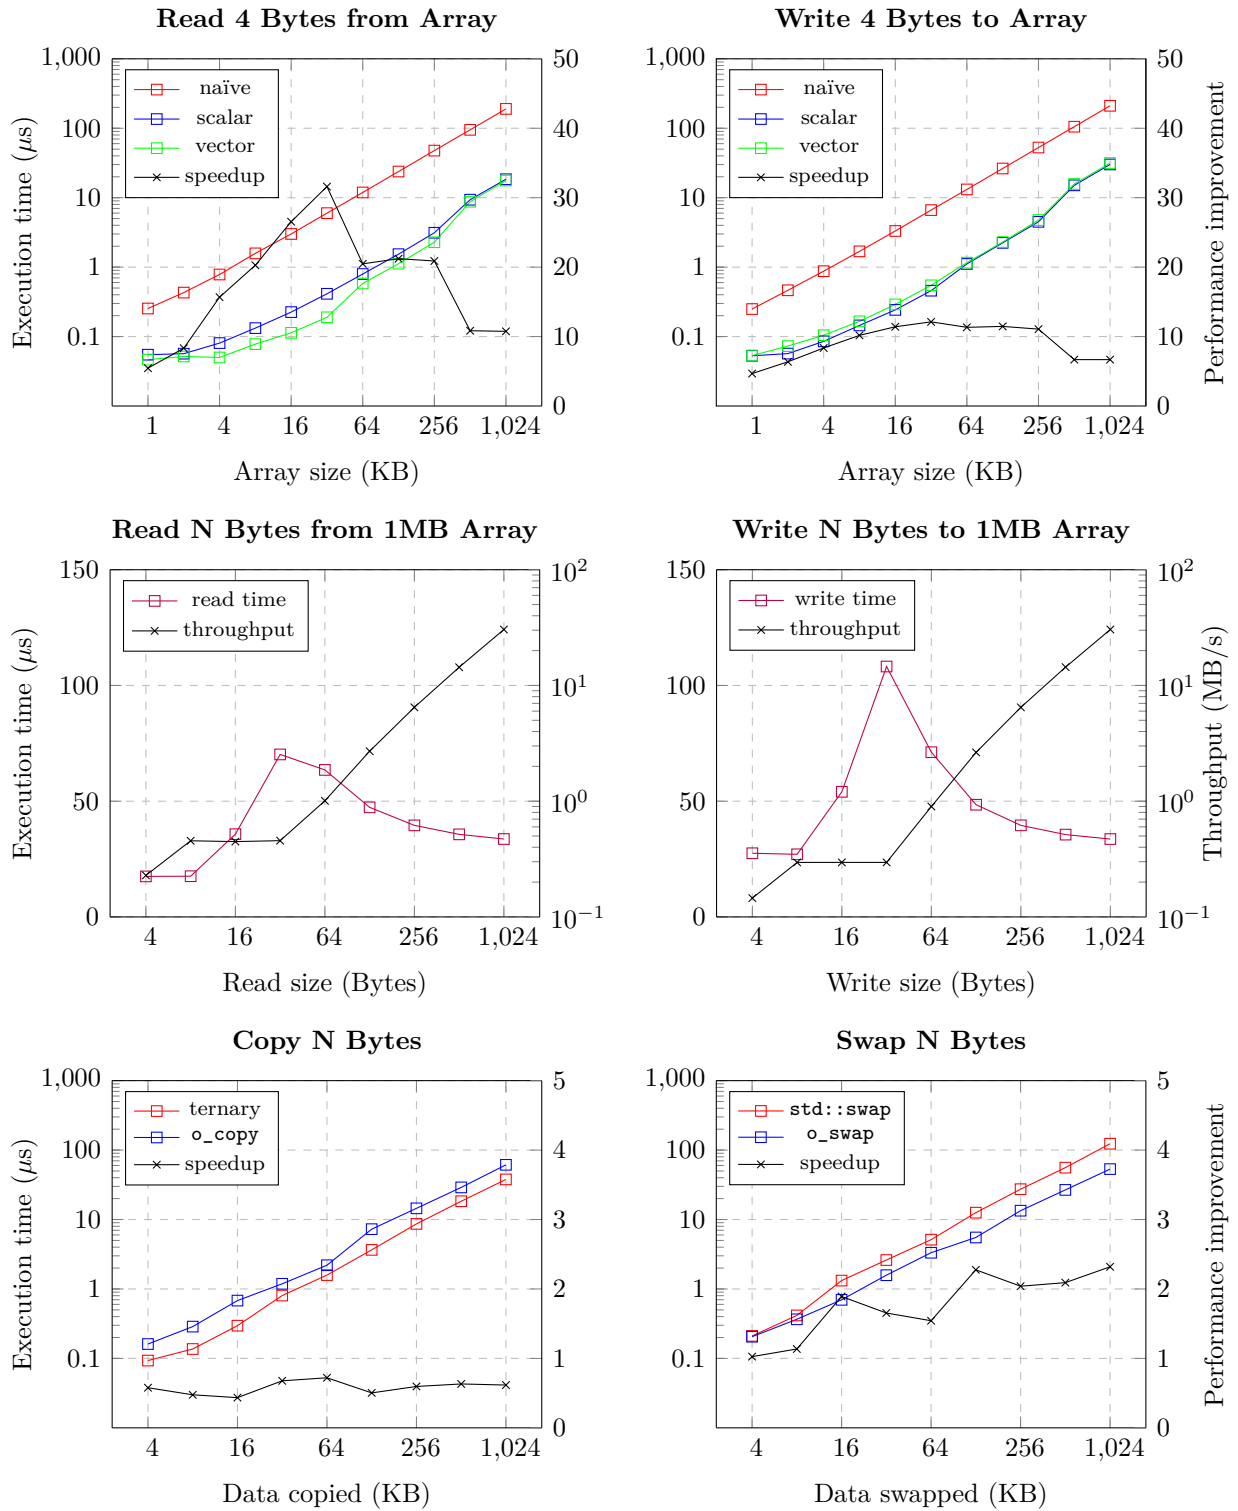 Read 4 Bytes from Array
Execution time (μs)
1,000
100
10
1
0.1
naïve
scalar
vector
speedup
50
40
30
20
10
0
1
4
16
64
256
1,024
Array size (KB)
Write 4 Bytes to Array
1,000
100
10
1
0.1
naïve
scalar
vector
speedup
50
40
30
20
10
0
Performance improvement
1
4
16
64
256
1,024
Array size (KB)
Read N Bytes from 1MB Array
Execution time (μs
150
100
50
0
read time
throughput
10^2
10^1
10^0
10^−1
4
16
64
256
1,024
Read size (Bytes)
Write N Bytes to 1MB Array
150
100
50
0
write time
throughput
10^2
10^1
10^0
10^−1
Throughput (MB/s)
4
16
64
256
1,024
Write size (Bytes)
Copy N Bytes
Execution time (μs)
1,000
100
10
1
0.1
ternary
o_copy
speedup
5
4
3
2
1
0
4
16
64
256
1,024
Data copied (KB)
Swap N Bytes
1,000
100
10
1
0.1
std::swap
o_swap
speedup
5
4
3
2
1
0
Performance improvement
4
16
64
256
1,024
Data swapped (KB)